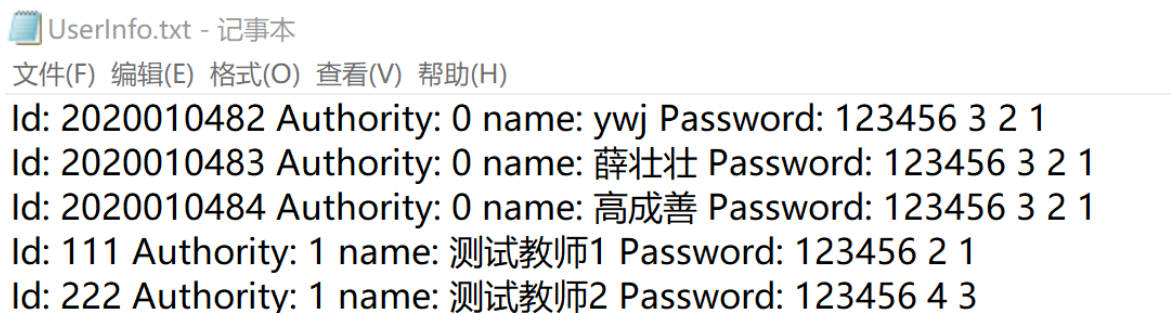 UserInfo.txt - 记事本
文件(F) 编辑(E) 格式(O) 查看(V) 帮助(H)
Id: 2020010482 Authority: 0 name: ywj Password: 123456 3 2 1
Id: 2020010483 Authority: 0 name: 薛壮壮 Password: 123456 3 2 1
Id: 2020010484 Authority: 0 name: 高成善 Password: 123456 3 2 1
Id: 111 Authority: 1 name: 测试教师1 Password: 123456 2 1
Id: 222 Authority: 1 name: 测试教师2 Password: 123456 4 3